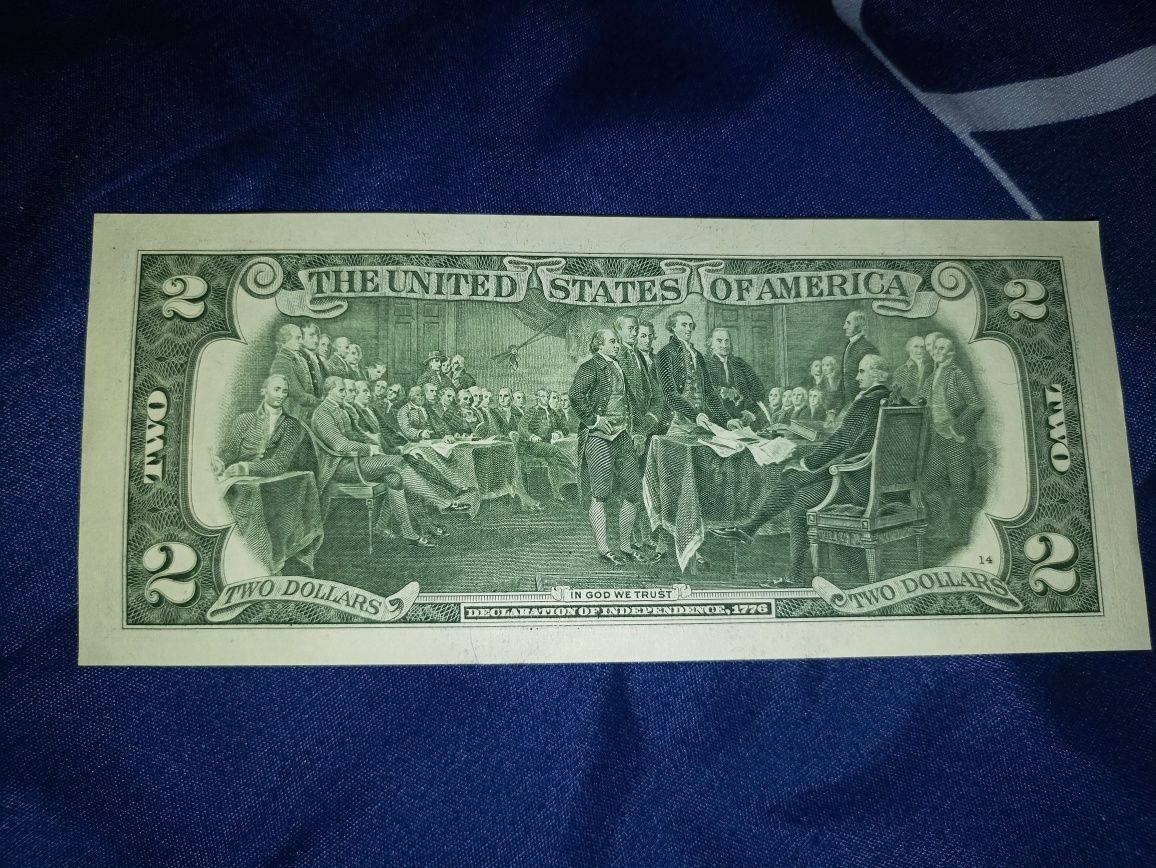 THE UNITED STATES OF AMERICA
2
2
TWO
TWO
2
2
14
TWO DOLLARS
TWO DOLLARS
IN GOD WE TRUST
DECLARATION OF INDEPENDENCE, 1776